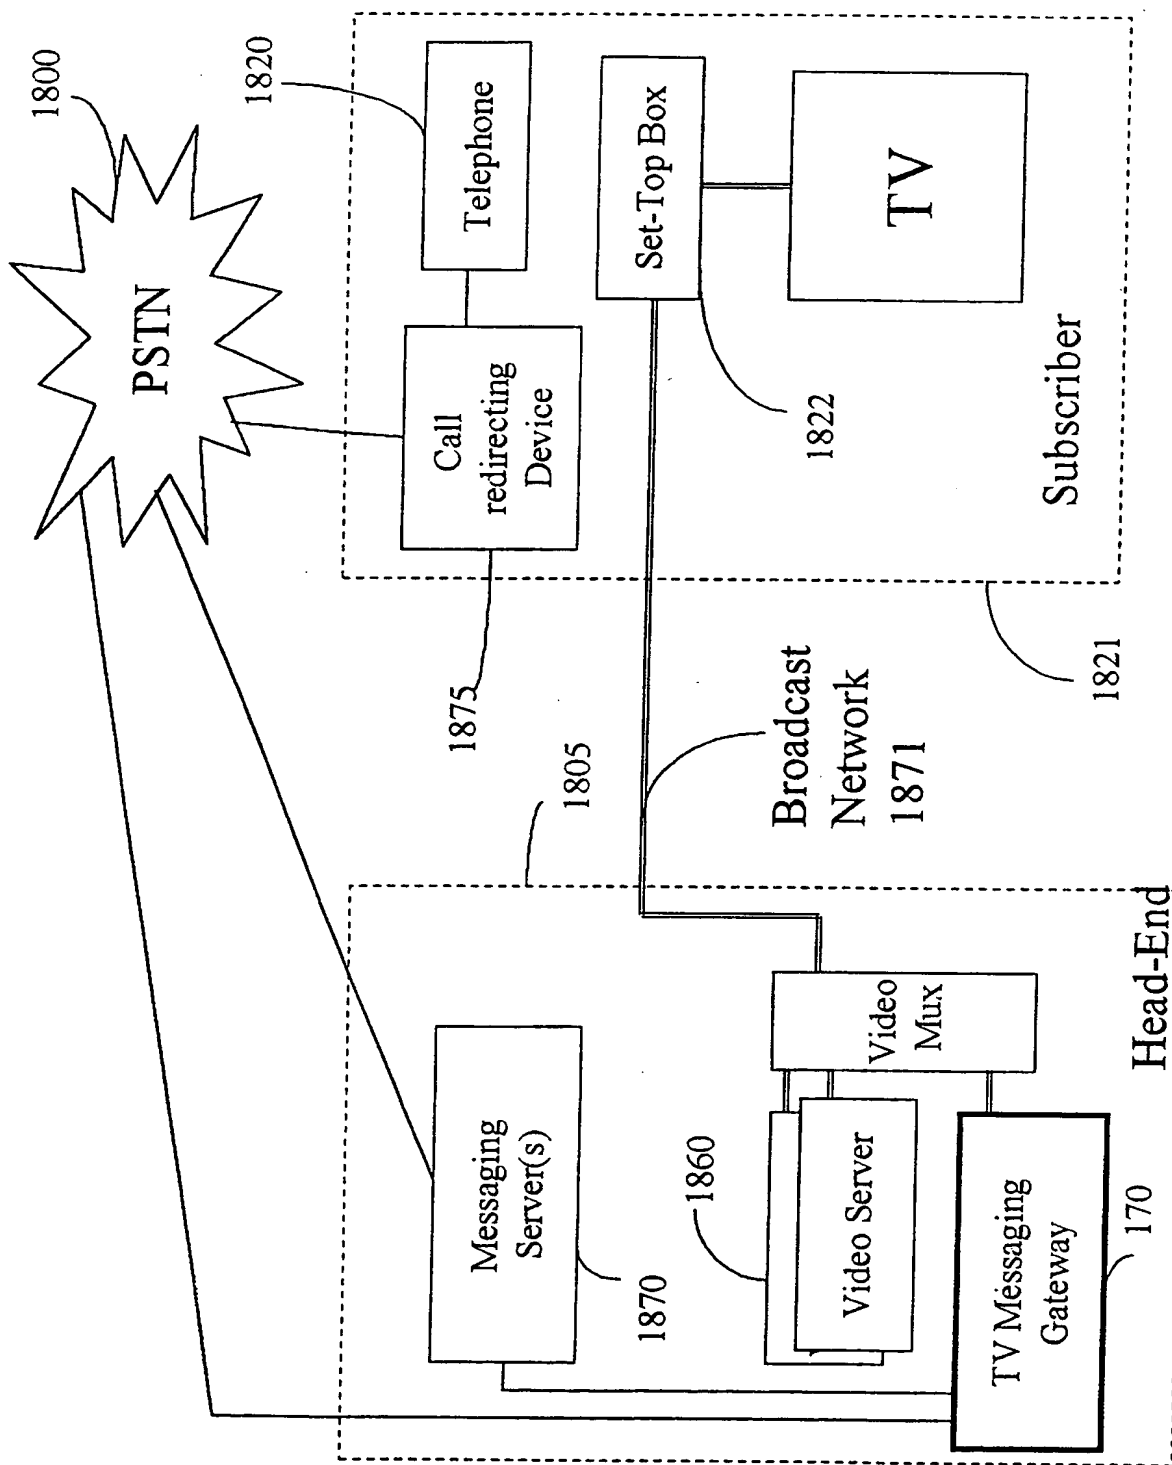 1800
PSTN
1820
Telephone
Call
redirecting
Device
1875
Set-Top Box
1822
TV
Subscriber
1821
1805
Broadcast
Network
1871
Messaging
Server(s)
1870
1860
Video Server
Video
Mux
TV Messaging
Gateway
170
Head-End